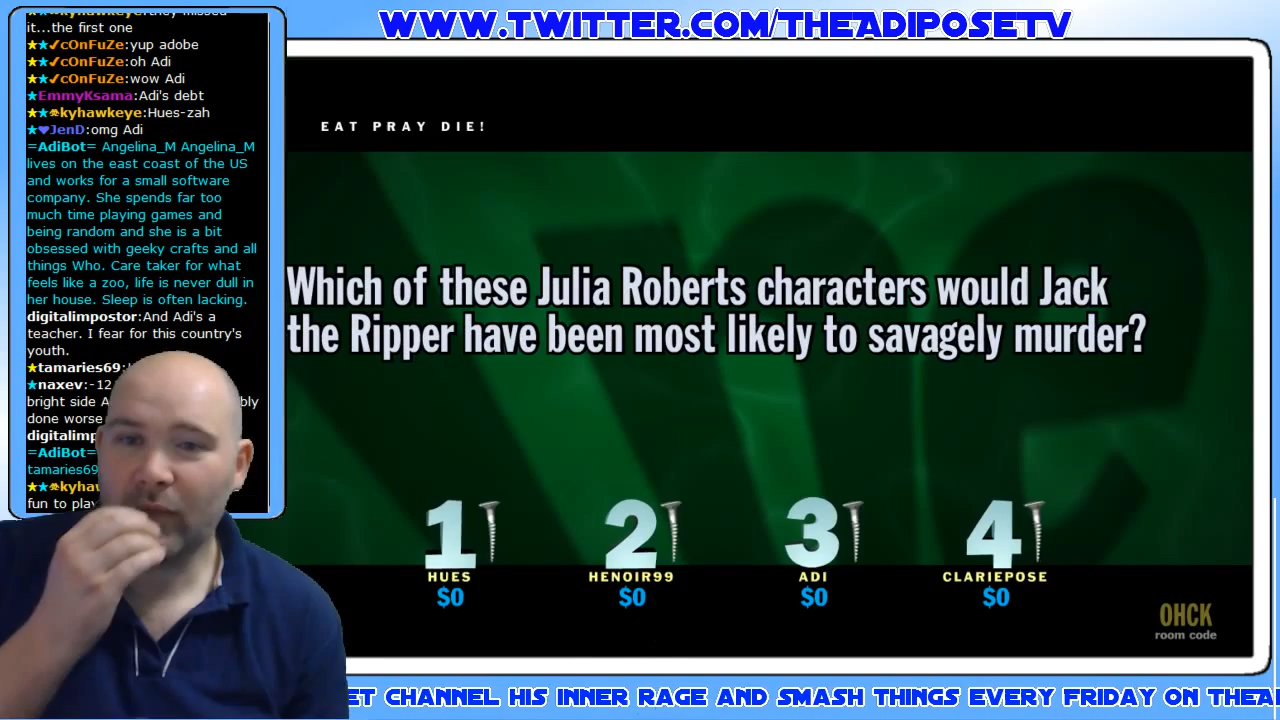 WWW.TWITTER.COM/THEADIPOSETV
it...the first one
cOnFuZe:yup adobe
cOnFuZe:oh Adi
cOnFuZe:wow Adi
EmmyKsama:Adi's debt
kyhawkeye:Hues-zah
JenD:omg Adi
=AdiBot= Angelina_M Angelina_M
lives on the east coast of the US
and works for a small software
company. She spends far too
much time playing games and
being random and she is a bit
obsessed with geeky crafts and all
things Who. Care taker for what
feels like a zoo, life is never dull in
her house. Sleep is often lacking.
digitalimpostor:And Adi's a
teacher. I fear for this country's
youth.
tamaries69:
naxev:-12
bright side A
bly
done worse
digitalimp
=AdiBot=
tamaries69
kyhaw
fun to play
EAT PRAY DIE!
Which of these Julia Roberts characters would Jack
the Ripper have been most likely to savagely murder?
1 2 3 4
HUES HENOIR99 ADI CLARIEPOSE
$0 $0 $0 $0
OHCK
room code
ET CHANNEL HIS INNER RAGE AND SMASH THINGS EVERY FRIDAY ON THEA